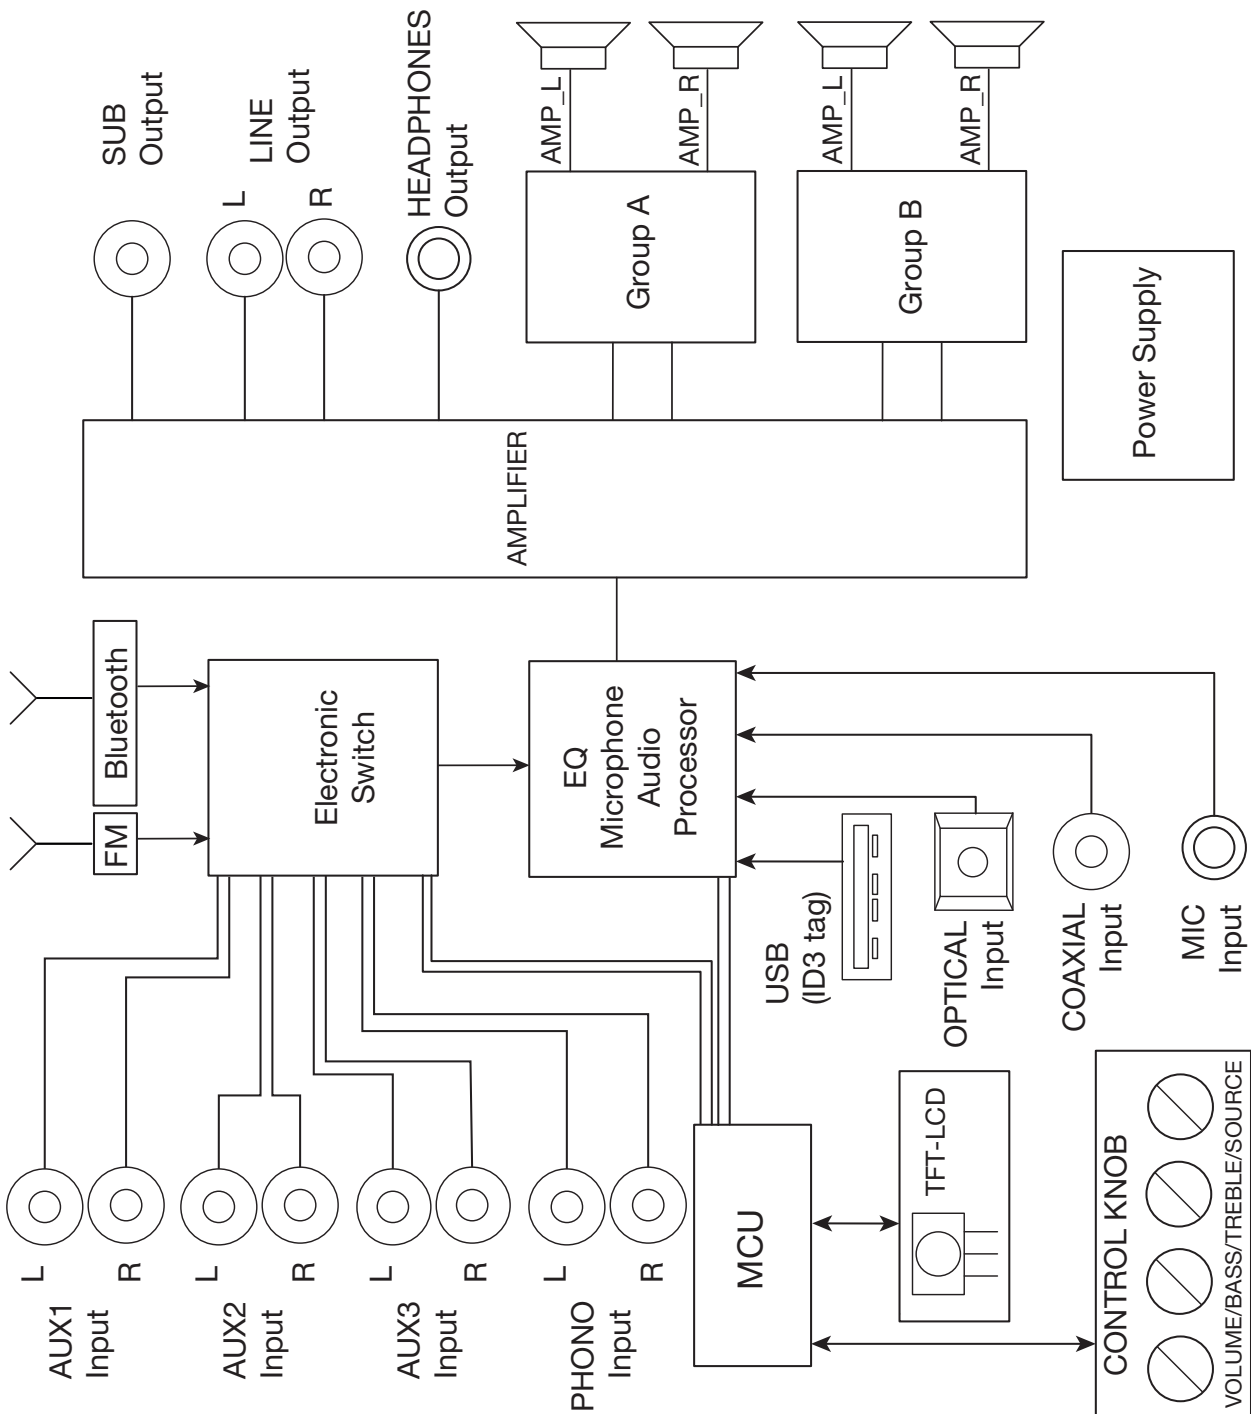 AUX1
Input
L
R
AUX2
Input
L
R
AUX3
Input
L
R
PHONO
Input
L
R
FM
Bluetooth
Electronic
Switch
MCU
TFT-LCD
CONTROL KNOB
VOLUME/BASS/TREBLE/SOURCE
USB
(ID3 tag)
OPTICAL
Input
COAXIAL
Input
MIC
Input
EQ
Microphone
Audio
Processor
AMPLIFIER
SUB
Output
LINE
Output
L
R
HEADPHONES
Output
Group A
AMP_L
AMP_R
Group B
AMP_L
AMP_R
Power Supply